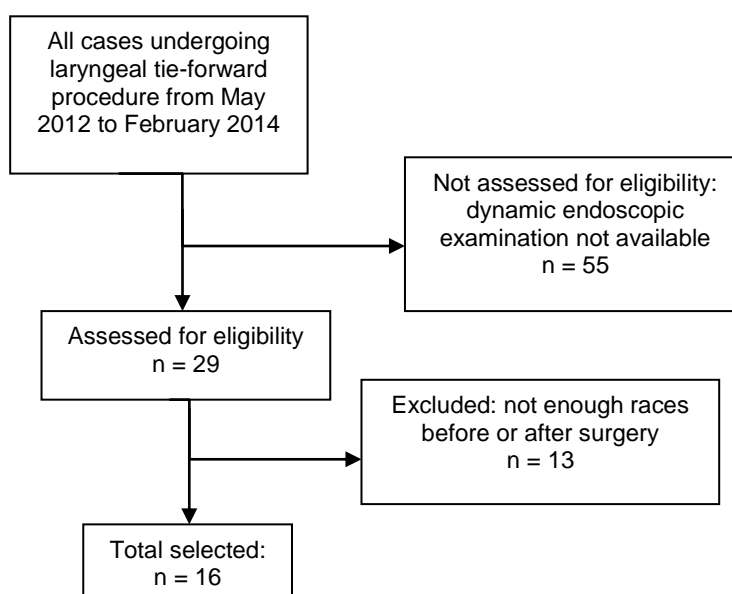 All cases undergoing
laryngeal tie-forward
procedure from May
2012 to February 2014
Not assessed for eligibility:
dynamic endoscopic
examination not available
n = 55
Assessed for eligibility
n = 29
Excluded: not enough races
before or after surgery
n = 13
Total selected:
n = 16